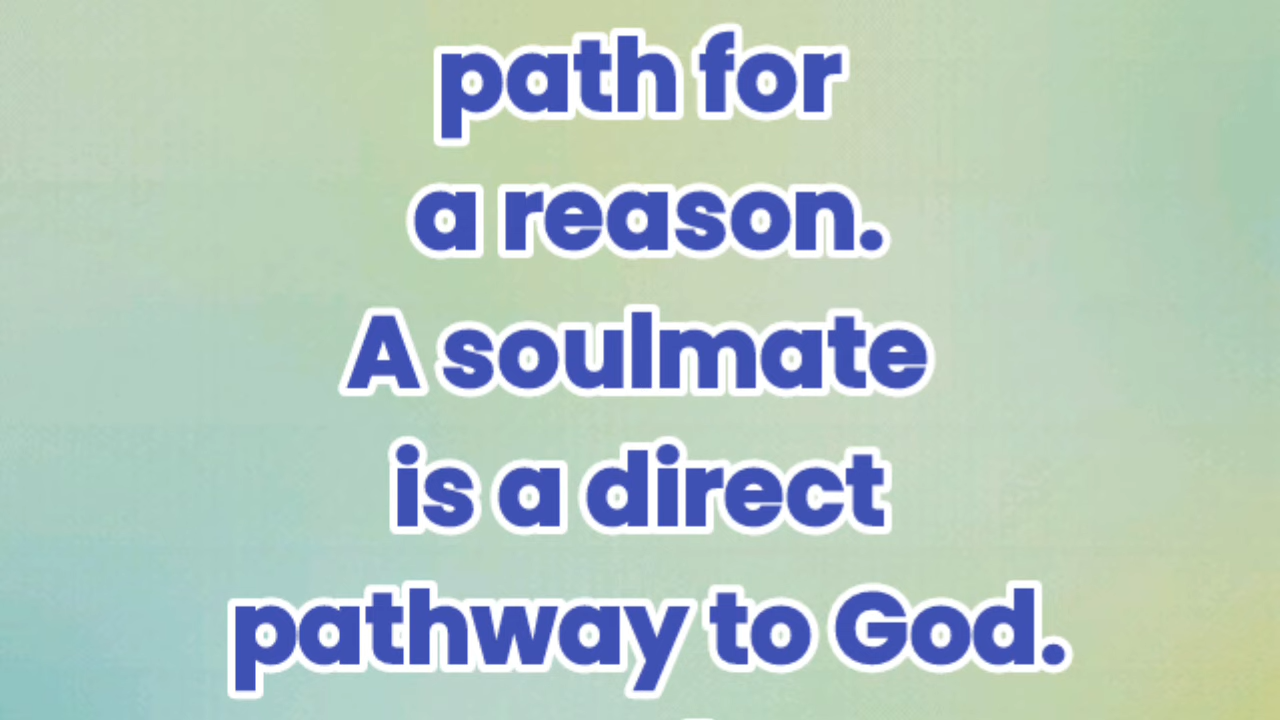 path for
a reason.
A soulmate
is a direct
pathway to God.